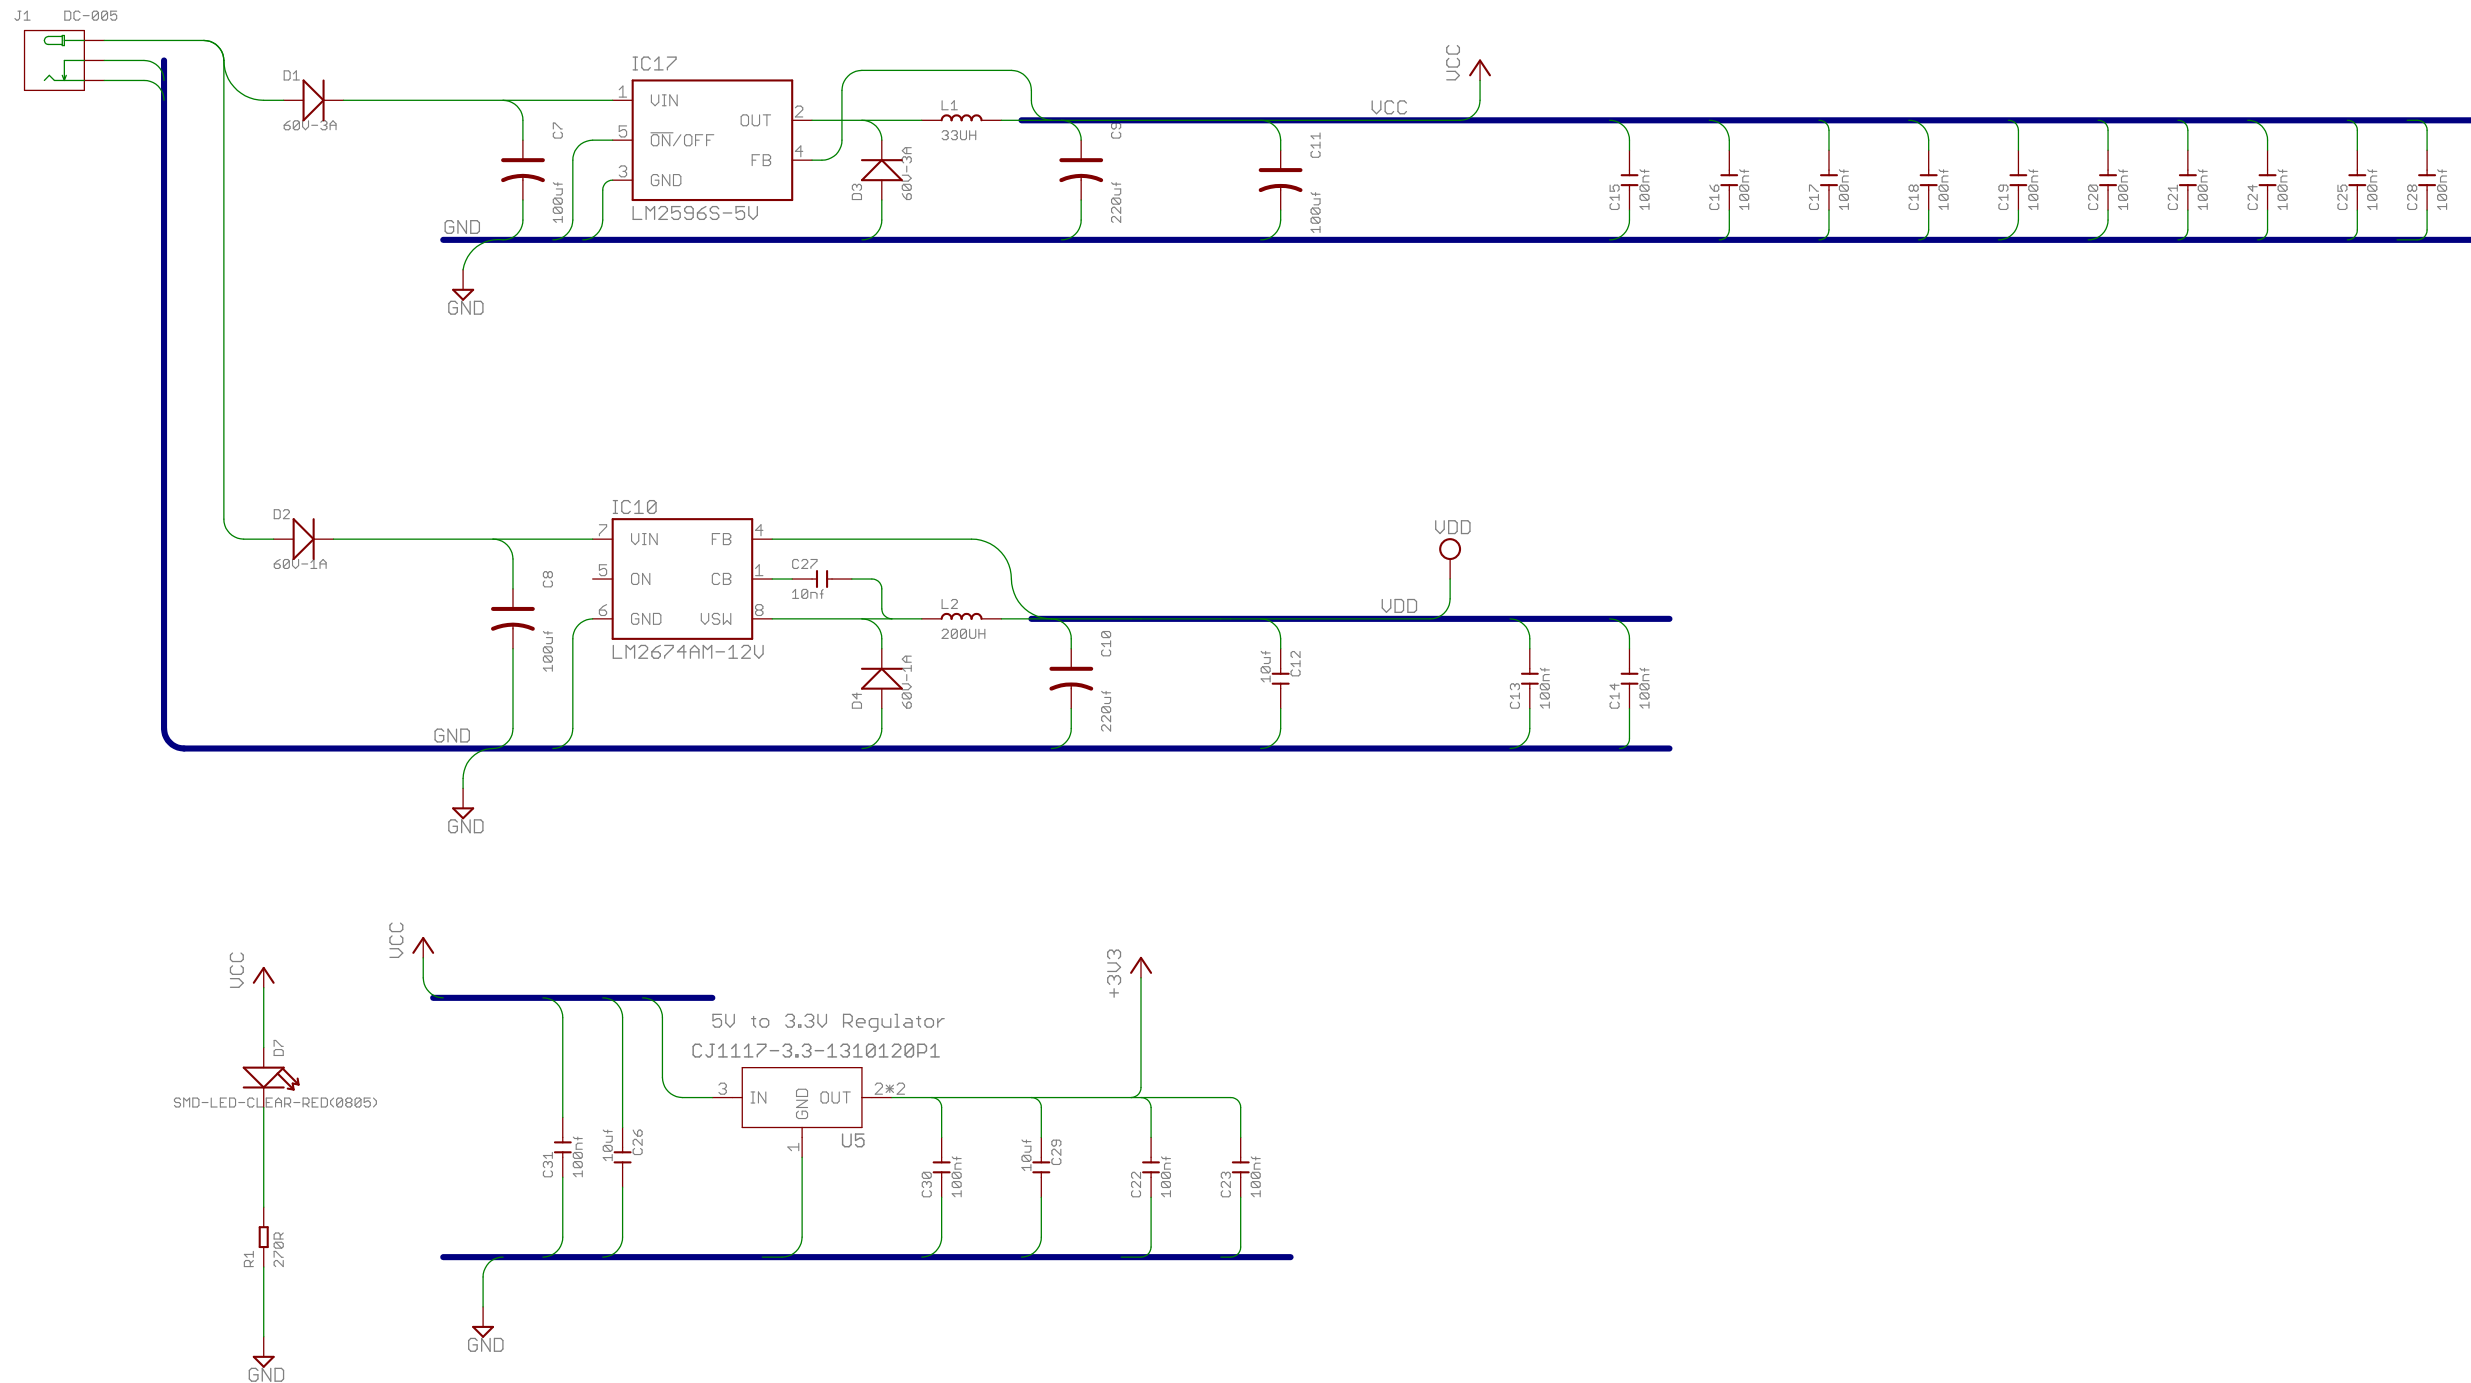 J1 DC-005
D1
60V-3A
IC17
1 VIN
5 ON/OFF
3 GND
OUT 2
FB 4
LM2596S-5V
C7
100uf
GND
GND
D3
60V-3A
L1
33UH
C9
220uf
C11
100uf
VCC
VCC
C15
100nf
C16
100nf
C17
100nf
C18
100nf
C19
100nf
C20
100nf
C21
100nf
C24
100nf
C25
100nf
C28
100nf
D2
60V-1A
IC10
7 VIN
5 ON
6 GND
FB 4
CB 1
VSW 8
LM2674AM-12V
C8
100uf
GND
GND
C27
10nf
D4
60V-1A
L2
200UH
C10
220uf
10uf
C12
VDD
VDD
C13
100nf
C14
100nf
VCC
D7
SMD-LED-CLEAR-RED(0805)
R1
270R
GND
VCC
C31
100nf
10uf
C26
5V to 3.3V Regulator
CJ1117-3.3-1310120P1
3 IN
GND
OUT 2*2
1
U5
+3V3
C30
100nf
10uf
C29
C22
100nf
C23
100nf
GND